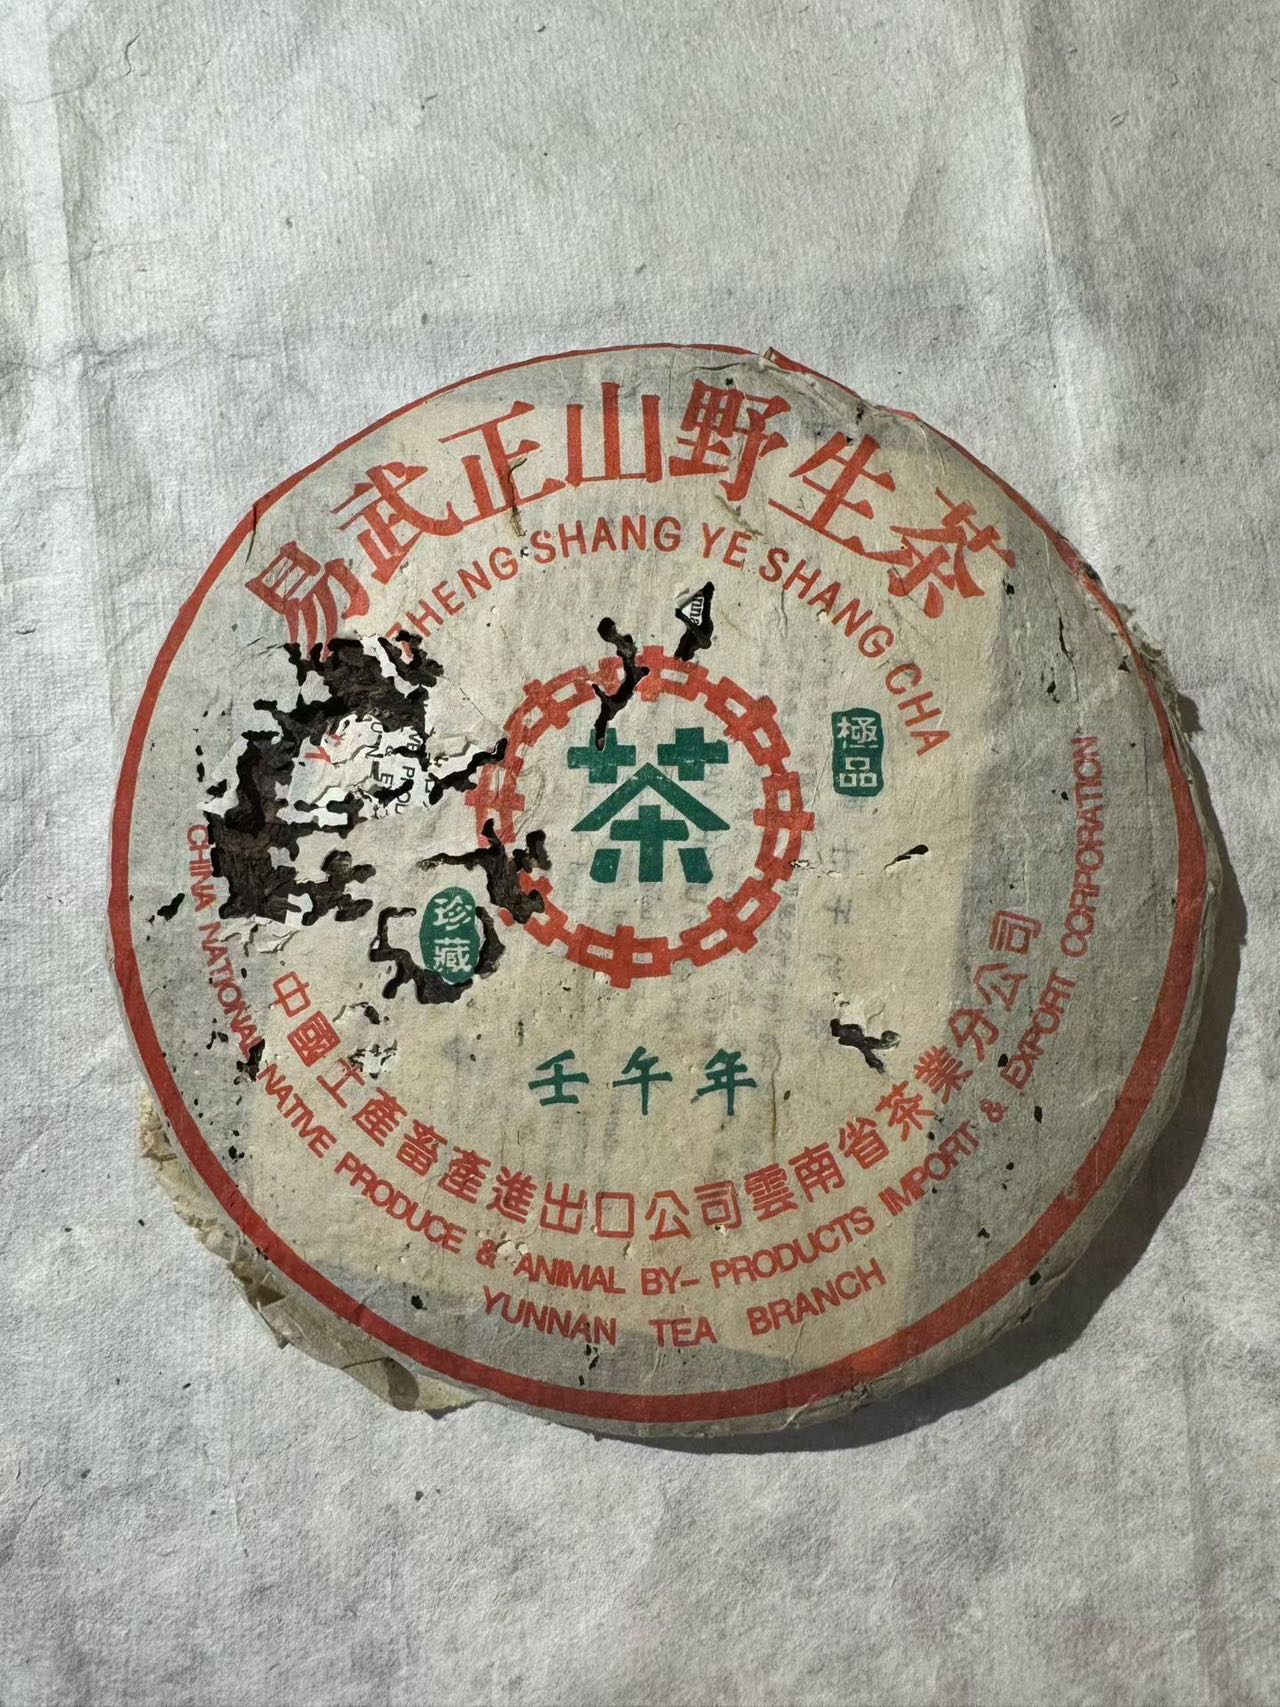 易武正山野生茶
ZHENG SHANG YE SHANG CHA
茶
極品
珍藏
壬午年
中國土產畜產進出口公司雲南省茶業分公司
CHINA NATIONAL NATIVE PRODUCE & ANIMAL BY-PRODUCTS IMPORT & EXPORT CORPORATION
YUNNAN TEA BRANCH